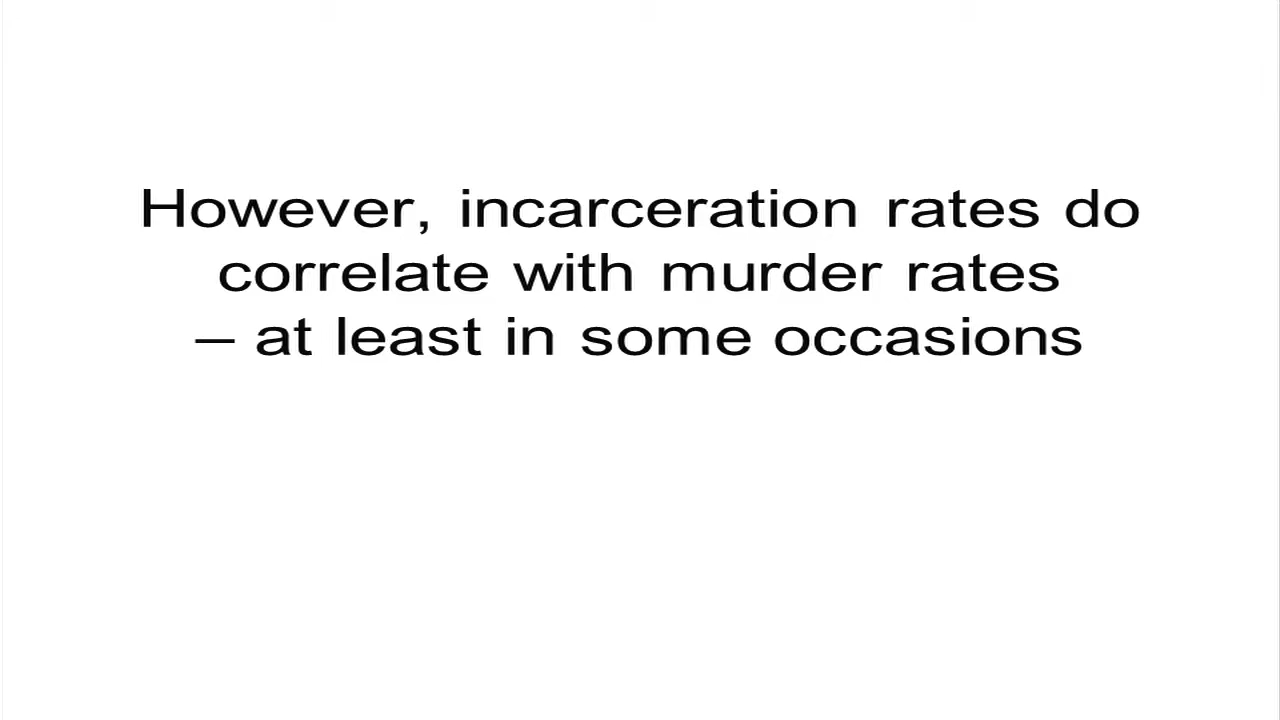 However, incarceration rates do
correlate with murder rates
– at least in some occasions